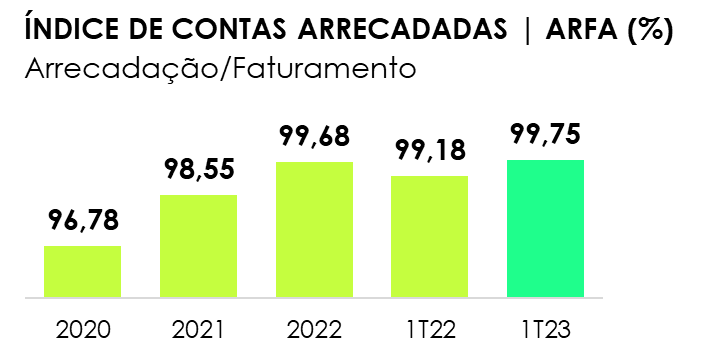 ÍNDICE DE CONTAS ARRECADADAS | ARFA (%)
Arrecadação/Faturamento
96,78
98,55
99,68
99,18
99,75
2020
2021
2022
1T22
1T23